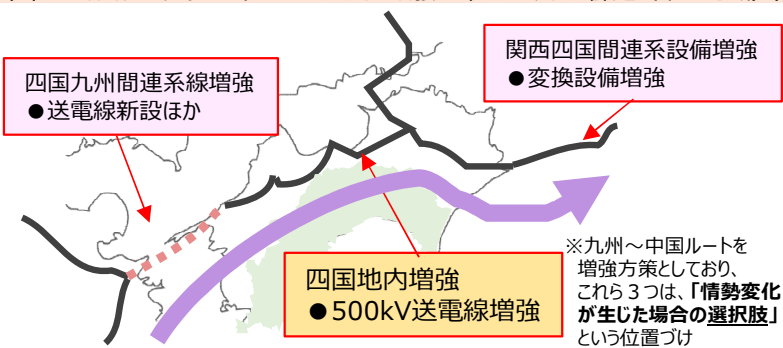 四国九州間連系線増強
●送電線新設ほか
関西四国間連系設備増強
●変換設備増強
四国地内増強
●500kV送電線増強
※九州～中国ルートを
増強方策としており、
これら３つは、「情勢変化
が生じた場合の選択肢」
という位置づけ